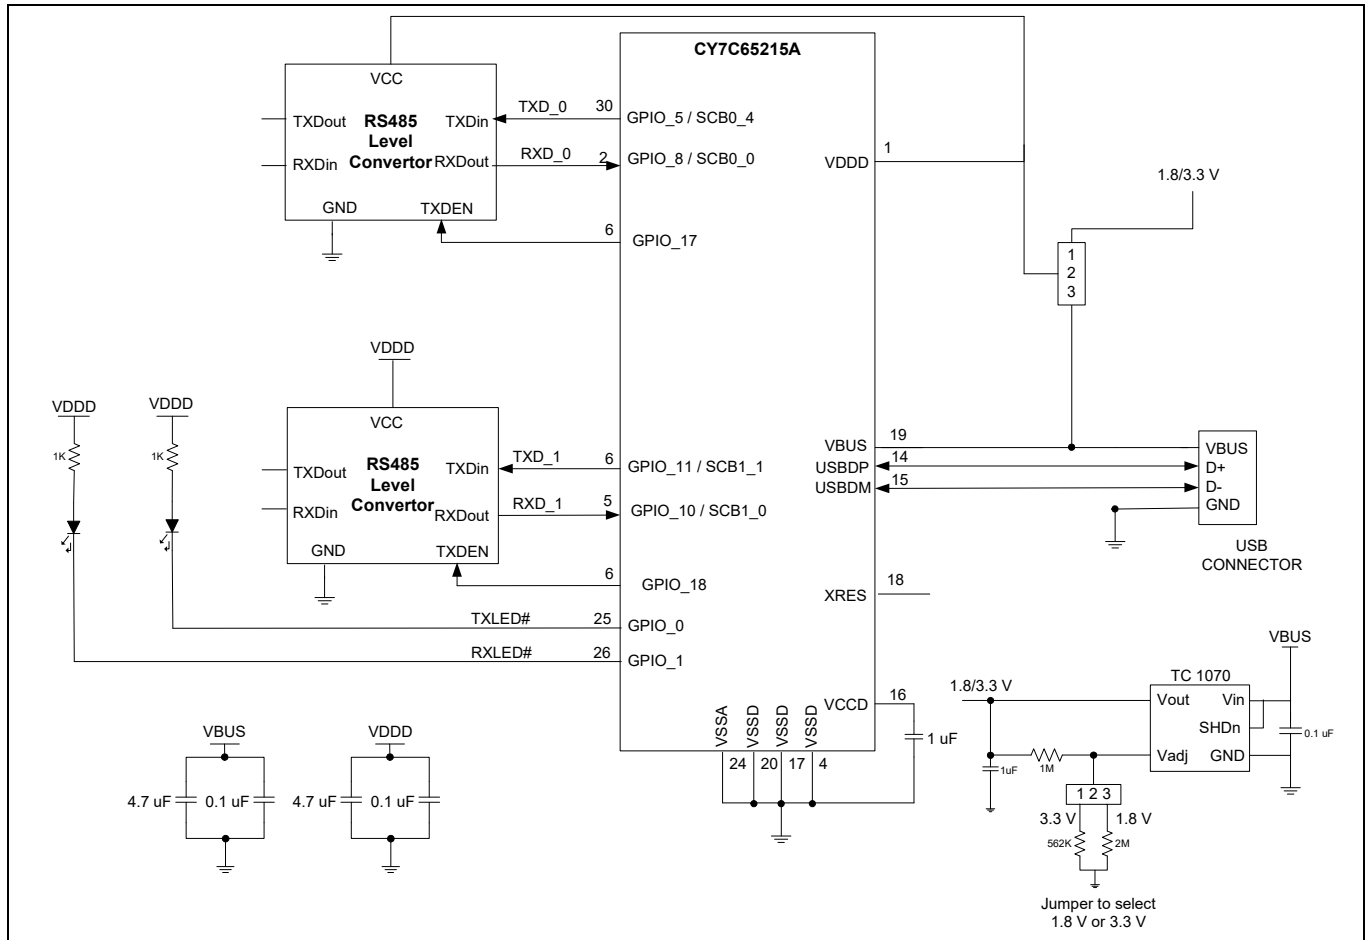 CY7C65215A
VCC
TXDout
RS485
Level
Convertor
TXDin
RXDin
RXDout
GND
TXDEN
TXD_0
30
GPIO_5 / SCB0_4
RXD_0
2
GPIO_8 / SCB0_0
6
GPIO_17
VDDD
1
1.8/3.3 V
1
2
3
VDDD
VCC
TXDout
RS485
Level
Convertor
TXDin
RXDin
RXDout
GND
TXDEN
TXD_1
6
GPIO_11 / SCB1_1
RXD_1
5
GPIO_10 / SCB1_0
6
GPIO_18
VDDD
VDDD
1K
1K
TXLED#
25
GPIO_0
RXLED#
26
GPIO_1
VBUS
19
USBDP
14
USBDM
15
VBUS
D+
D-
GND
USB
CONNECTOR
XRES
18
VCCD
16
1 uF
VSSA
VSSD
VSSD
VSSD
24
20
17
4
VBUS
4.7 uF
0.1 uF
VDDD
4.7 uF
0.1 uF
VBUS
TC 1070
1.8/3.3 V
Vout
Vin
SHDn
Vadj
GND
0.1 uF
1uF
1M
1 2 3
3.3 V
1.8 V
562K
2M
Jumper to select
1.8 V or 3.3 V